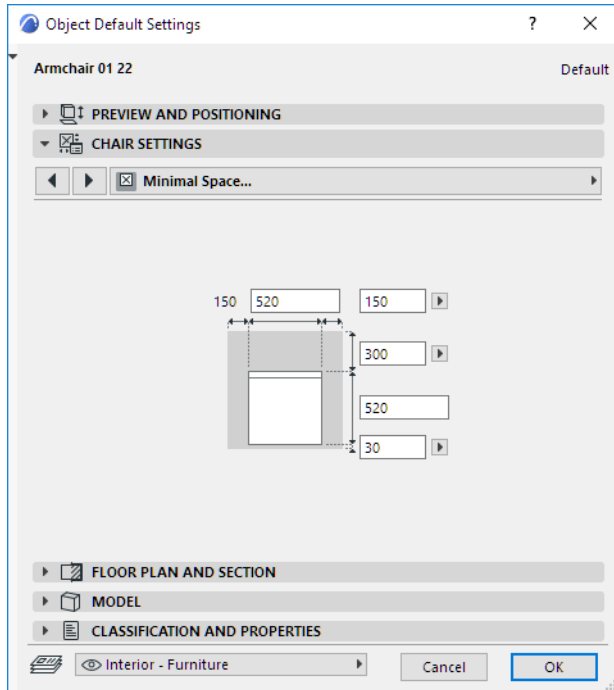 Object Default Settings
Armchair 01 22
Default
PREVIEW AND POSITIONING
CHAIR SETTINGS
Minimal Space...
150 520 150
300
520
30
FLOOR PLAN AND SECTION
MODEL
CLASSIFICATION AND PROPERTIES
Interior - Furniture
Cancel
OK